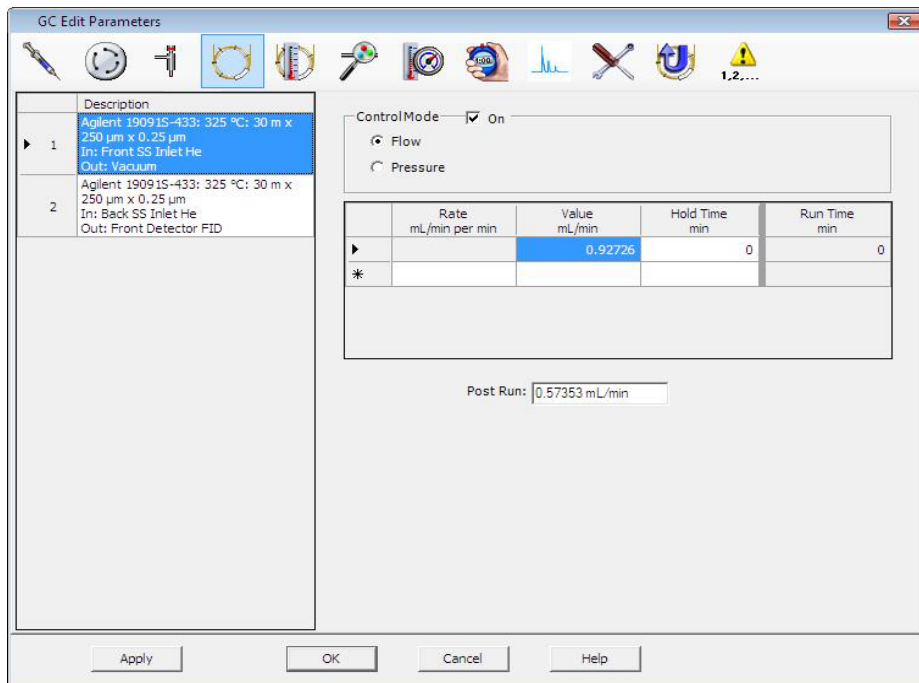 GC Edit Parameters
1:00
1,2,...
Description
1
Agilent 19091S-433: 325 °C: 30 m x
250 µm x 0.25 µm
In: Front SS Inlet He
Out: Vacuum
2
Agilent 19091S-433: 325 °C: 30 m x
250 µm x 0.25 µm
In: Back SS Inlet He
Out: Front Detector FID
Control Mode On
Flow
Pressure
Rate Value Hold Time Run Time
mL/min per min mL/min min min
0.92726 0 0
Post Run: 0.57353 mL/min
Apply OK Cancel Help